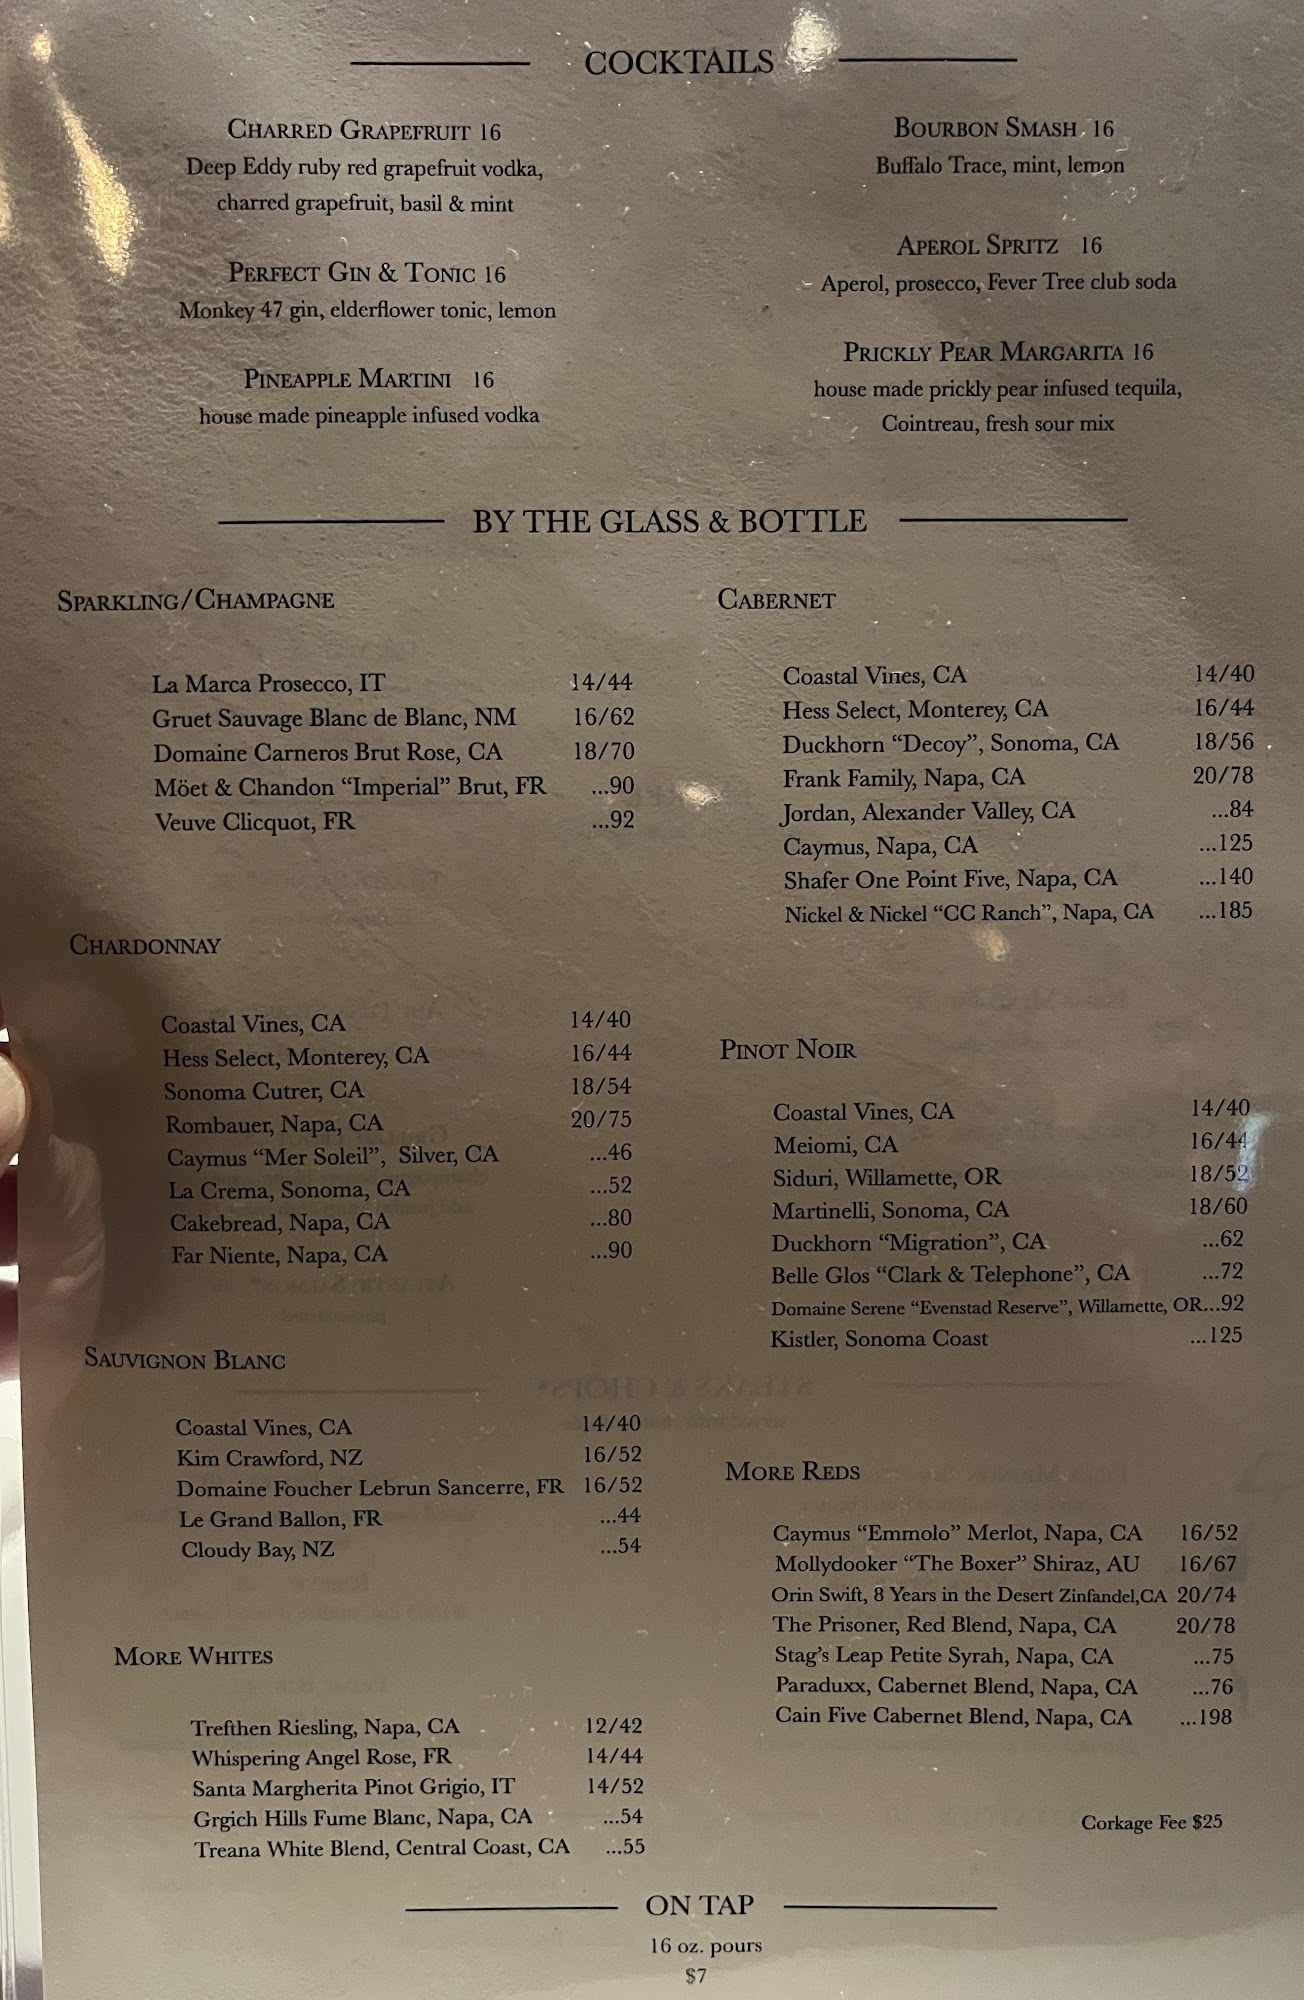 COCKTAILS
CHARRED GRAPEFRUIT 16
Deep Eddy ruby red grapefruit vodka,
charred grapefruit, basil & mint
PERFECT GIN & TONIC 16
Monkey 47 gin, elderflower tonic, lemon
PINEAPPLE MARTINI 16
house made pineapple infused vodka
BOURBON SMASH 16
Buffalo Trace, mint, lemon
APEROL SPRITZ 16
Aperol, prosecco, Fever Tree club soda
PRICKLY PEAR MARGARITA 16
house made prickly pear infused tequila,
Cointreau, fresh sour mix
BY THE GLASS & BOTTLE
SPARKLING/CHAMPAGNE
La Marca Prosecco, IT 14/44
Gruet Sauvage Blanc de Blanc, NM 16/62
Domaine Carneros Brut Rose, CA 18/70
Möet & Chandon “Imperial” Brut, FR ...90
Veuve Clicquot, FR ...92
CHARDONNAY
Coastal Vines, CA 14/40
Hess Select, Monterey, CA 16/44
Sonoma Cutrer, CA 18/54
Rombauer, Napa, CA 20/75
Caymus “Mer Soleil”, Silver, CA ...46
La Crema, Sonoma, CA ...52
Cakebread, Napa, CA ...80
Far Niente, Napa, CA ...90
SAUVIGNON BLANC
Coastal Vines, CA 14/40
Kim Crawford, NZ 16/52
Domaine Foucher Lebrun Sancerre, FR 16/52
Le Grand Ballon, FR ...44
Cloudy Bay, NZ ...54
MORE WHITES
Trefthen Riesling, Napa, CA 12/42
Whispering Angel Rose, FR 14/44
Santa Margherita Pinot Grigio, IT 14/52
Grgich Hills Fume Blanc, Napa, CA ...54
Treana White Blend, Central Coast, CA ...55
CABERNET
Coastal Vines, CA 14/40
Hess Select, Monterey, CA 16/44
Duckhorn “Decoy”, Sonoma, CA 18/56
Frank Family, Napa, CA 20/78
Jordan, Alexander Valley, CA ...84
Caymus, Napa, CA ...125
Shafer One Point Five, Napa, CA ...140
Nickel & Nickel “CC Ranch”, Napa, CA ...185
PINOT NOIR
Coastal Vines, CA 14/40
Meiomi, CA 16/44
Siduri, Willamette, OR 18/52
Martinelli, Sonoma, CA 18/60
Duckhorn “Migration”, CA ...62
Belle Glos “Clark & Telephone”, CA ...72
Domaine Serene “Evenstad Reserve”, Willamette, OR...92
Kistler, Sonoma Coast ...125
MORE REDS
Caymus “Emmolo” Merlot, Napa, CA 16/52
Mollydooker “The Boxer” Shiraz, AU 16/67
Orin Swift, 8 Years in the Desert Zinfandel,CA 20/74
The Prisoner, Red Blend, Napa, CA 20/78
Stag’s Leap Petite Syrah, Napa, CA ...75
Paraduxx, Cabernet Blend, Napa, CA ...76
Cain Five Cabernet Blend, Napa, CA ...198
Corkage Fee $25
ON TAP
16 oz. pours
$7